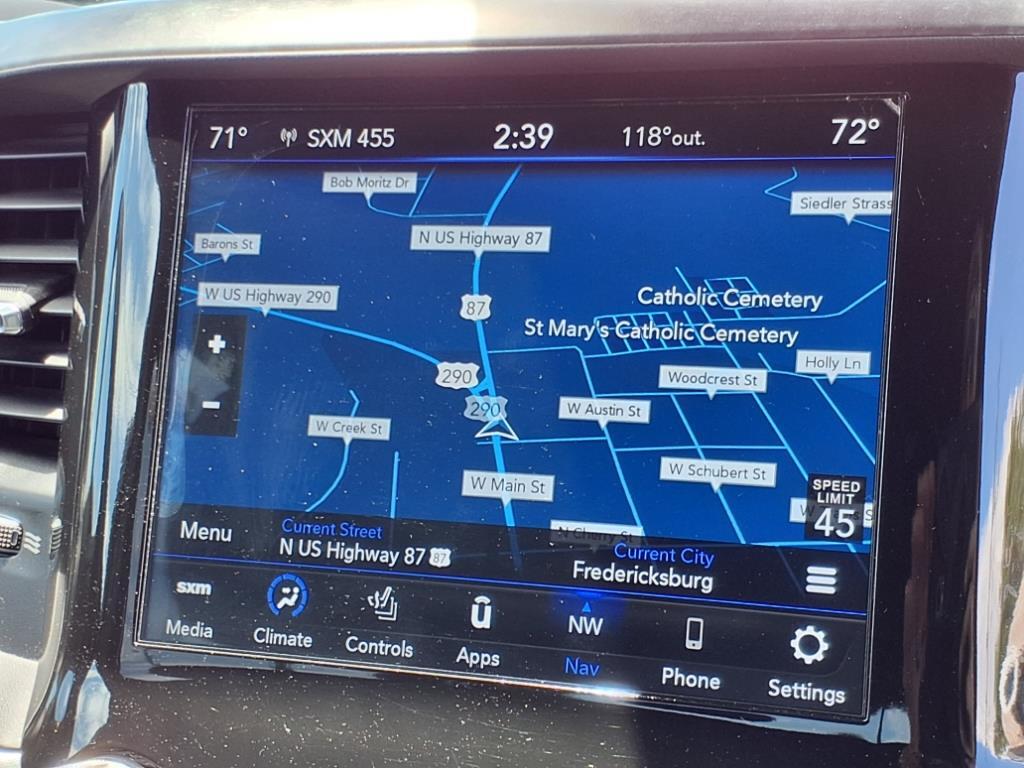 71° SXM 455 2:39 118° out. 72°
Bob Moritz Dr
Siedler Strass
N US Highway 87
Barons St
W US Highway 290
87
Catholic Cemetery
St Mary's Catholic Cemetery
+
290
Holly Ln
Woodcrest St
290
W Austin St
-
W Creek St
W Schubert St
W Main St
SPEED
LIMIT
45
N Cherry St
Menu
Current Street
N US Highway 87 87
Current City
Fredericksburg
sxm
Media
Climate
Controls
Apps
NW
Nav
Phone
Settings